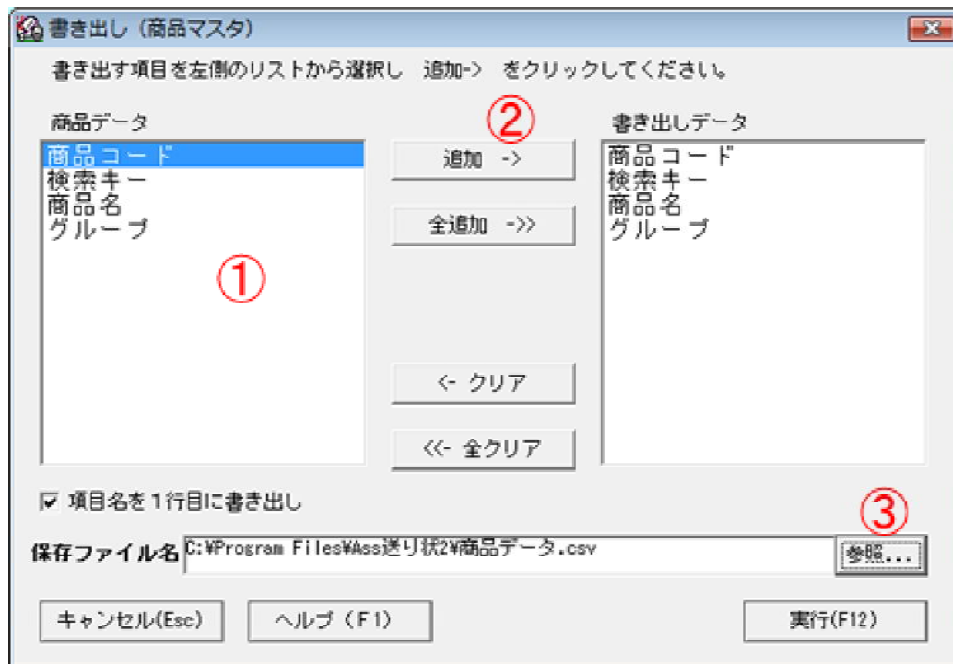 書き出し（商品マスタ）
書き出す項目を左側のリストから選択し 追加-> をクリックしてください。
商品データ
②
書き出しデータ
商品コード
検索キー
商品名
グループ
①
追加 ->
全追加 ->>
<- クリア
<<- 全クリア
商品コード
検索キー
商品名
グループ
項目名を1行目に書き出し
③
保存ファイル名 C:¥Program Files¥Ass送り状2¥商品データ.csv 参照...
キャンセル(Esc) ヘルプ（F1） 実行(F12)